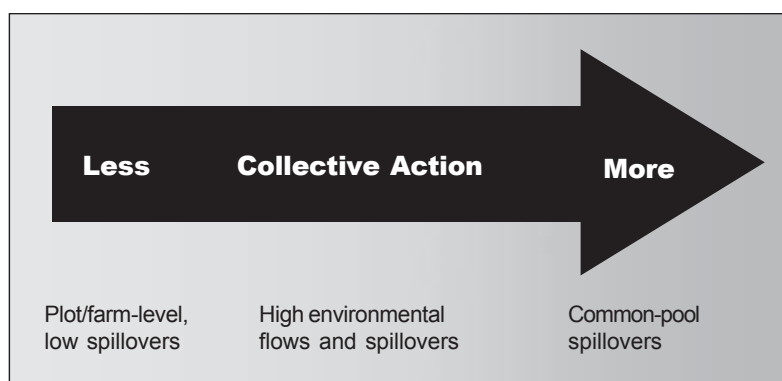 Less Collective Action More
Plot/farm-level, High environmental Common-pool
low spillovers flows and spillovers spillovers